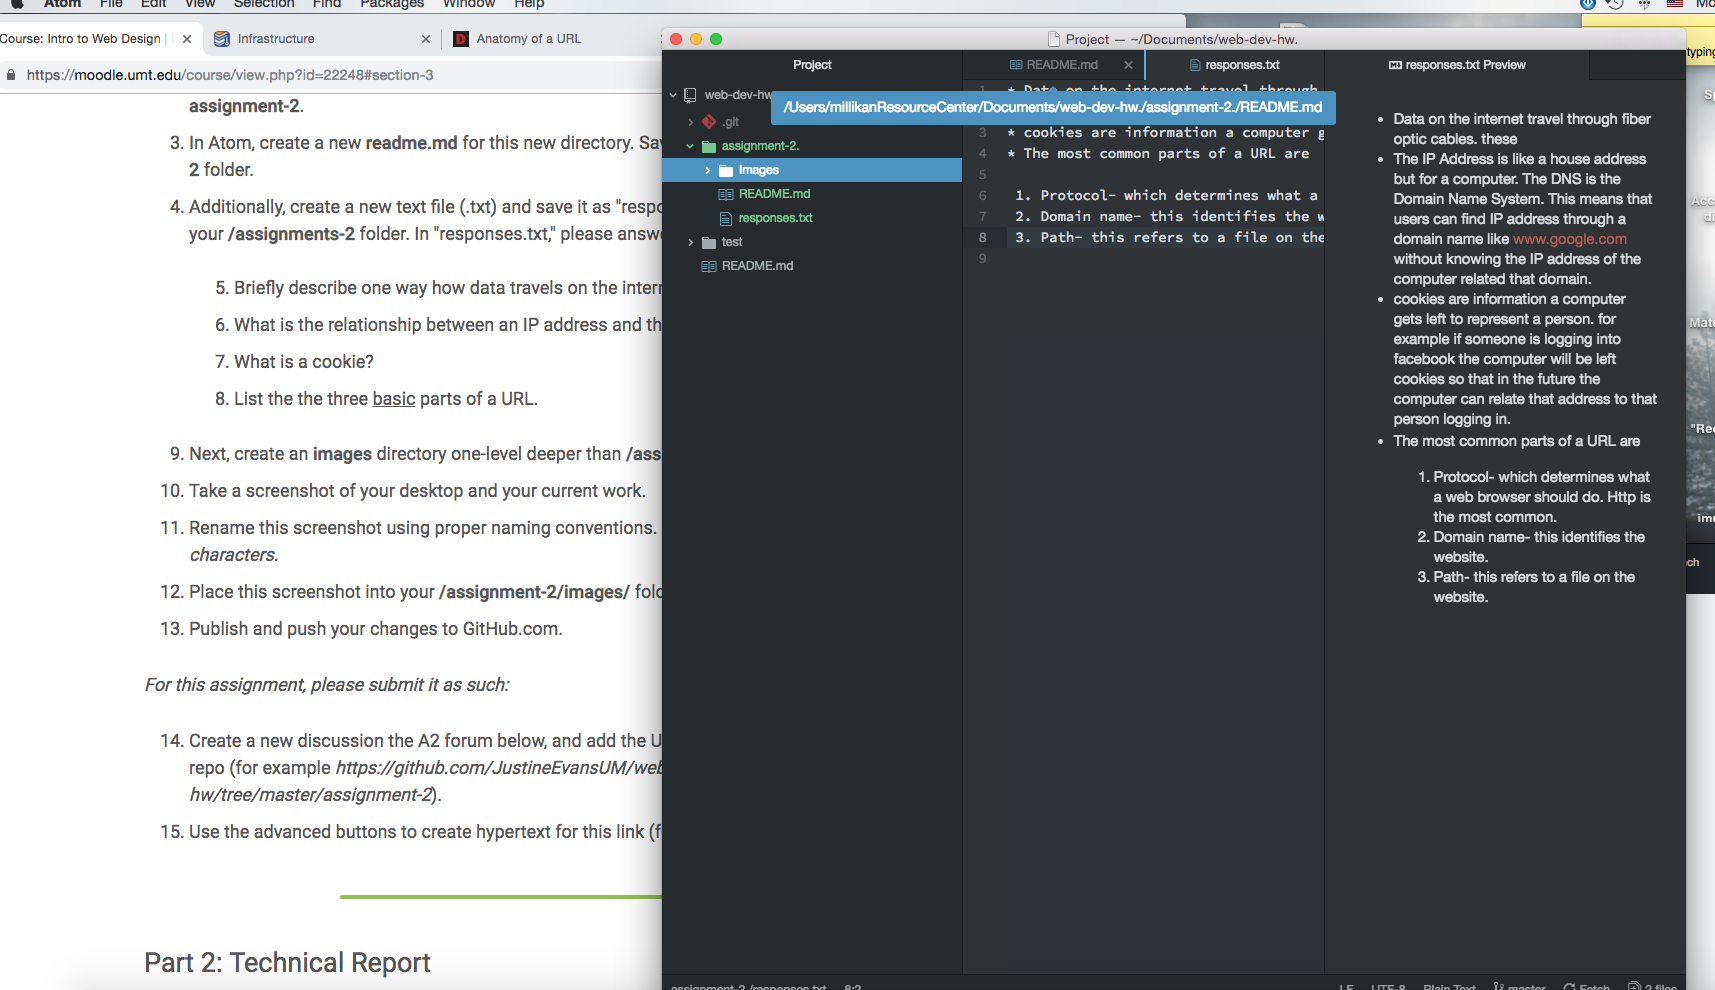 Atom File Edit View Selection Find Packages Window Help
Course: Intro to Web Design
Infrastructure
Anatomy of a URL
https://moodle.umt.edu/course/view.php?id=22248#section-3
assignment-2.
3. In Atom, create a new readme.md for this new directory.
2 folder.
4. Additionally, create a new text file (.txt) and save it as
your /assignments-2 folder. In "responses.txt," please
5. Briefly describe one way how data travels on the
6. What is the relationship between an IP address and
7. What is a cookie?
8. List the the three basic parts of a URL.
9. Next, create an images directory one-level deeper than
10. Take a screenshot of your desktop and your current work.
11. Rename this screenshot using proper naming conventions.
characters.
12. Place this screenshot into your /assignment-2/images/
13. Publish and push your changes to GitHub.com.
For this assignment, please submit it as such:
14. Create a new discussion the A2 forum below, and add the
repo (for example https://github.com/JustineEvansUM/
hw/tree/master/assignment-2).
15. Use the advanced buttons to create hypertext for this link
Part 2: Technical Report
Project — ~/Documents/web-dev-hw.
Project
web-dev-hw
.git
assignment-2.
Images
README.md
responses.txt
test
README.md
README.md
responses.txt
responses.txt Preview
1 * Data on the internet travel through
/Users/millikanResourceCenter/Documents/web-dev-hw./assignment-2./README.md
3 * cookies are information a computer g
4 * The most common parts of a URL are
5
6 1. Protocol- which determines what a
7 2. Domain name- this identifies the w
8 3. Path- this refers to a file on the
9
• Data on the internet travel through fiber
optic cables. these
• The IP Address is like a house address
but for a computer. The DNS is the
Domain Name System. This means that
users can find IP address through a
domain name like www.google.com
without knowing the IP address of the
computer related that domain.
• cookies are information a computer
gets left to represent a person. for
example if someone is logging into
facebook the computer will be left
cookies so that in the future the
computer can relate that address to that
person logging in.
• The most common parts of a URL are
1. Protocol- which determines what
a web browser should do. Http is
the most common.
2. Domain name- this identifies the
website.
3. Path- this refers to a file on the
website.
assignment-2./responses.txt 8:2
LF UTF-8 Plain Text master Fetch 2 files
typing